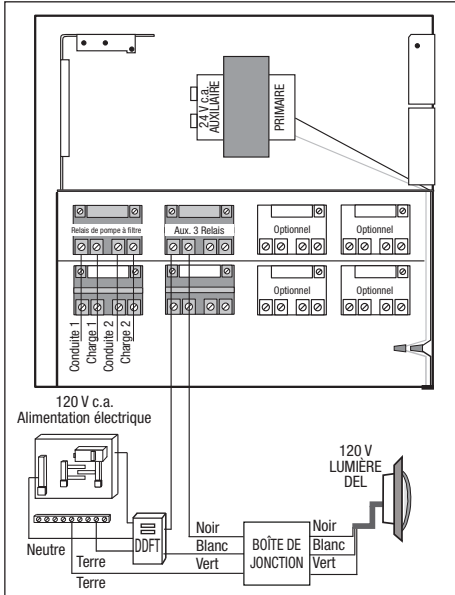 24 V c.a.
AUXILIAIRE
PRIMAIRE
Relais de pompe à filtre
Aux. 3 Relais
Optionnel
Optionnel
Optionnel
Optionnel
Conduite 1
Charge 1
Conduite 2
Charge 2
120 V c.a.
Alimentation électrique
120 V
LUMIÈRE
DEL
DDFT
Neutre
Terre
Terre
Noir
Blanc
Vert
BOÎTE DE
JONCTION
Noir
Blanc
Vert